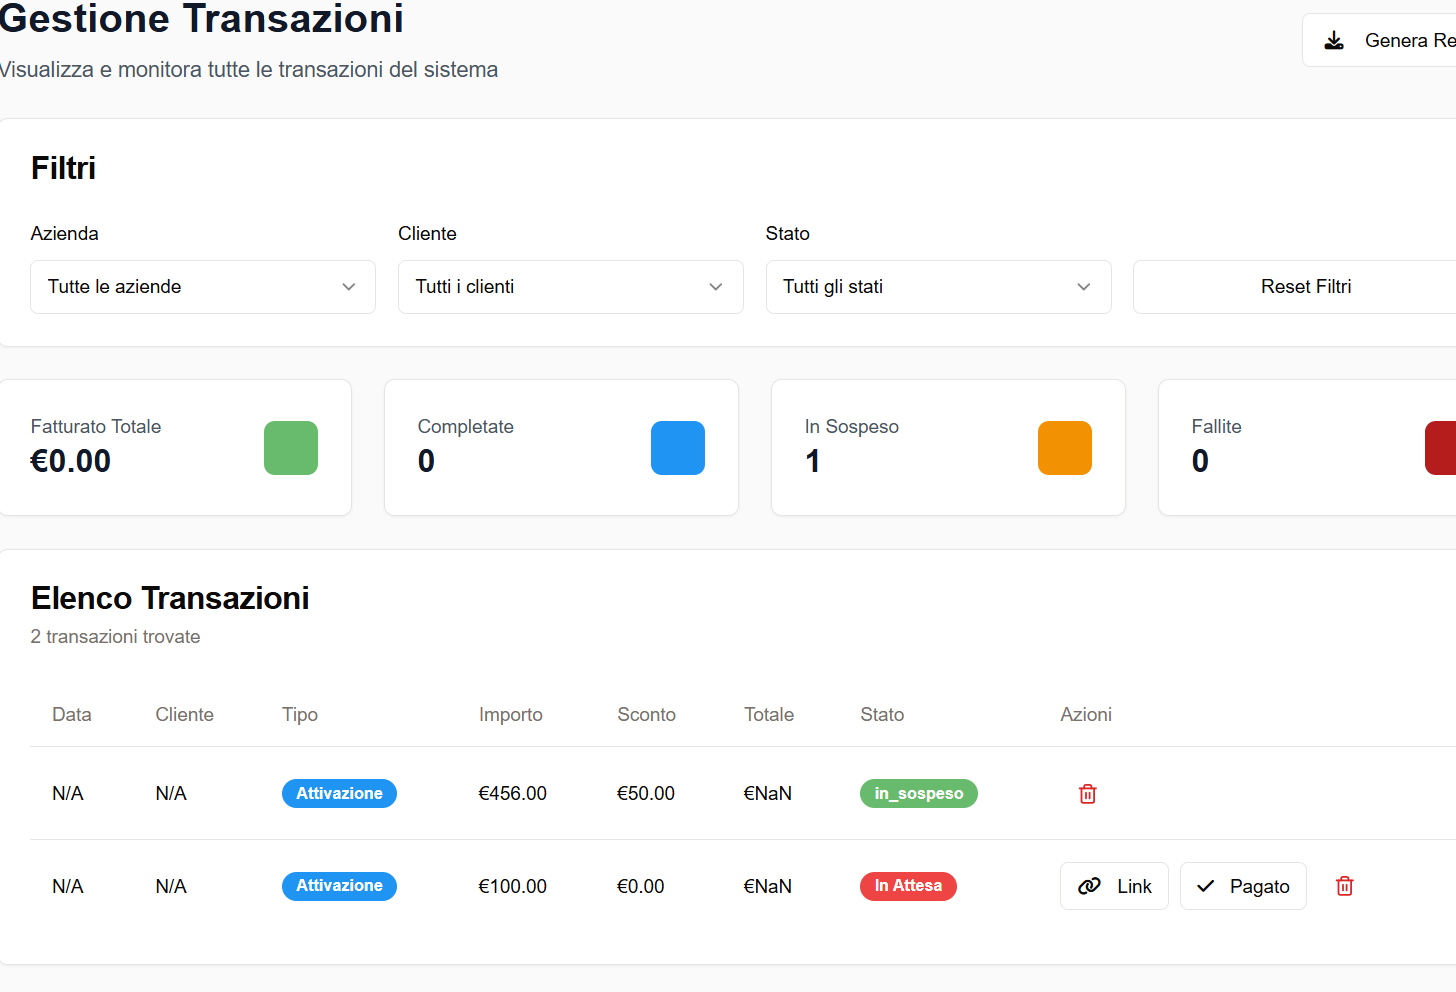 Gestione Transazioni
Genera Re
Visualizza e monitora tutte le transazioni del sistema
Filtri
Azienda Cliente Stato
Tutte le aziende Tutti i clienti Tutti gli stati Reset Filtri
Fatturato Totale Completate In Sospeso Fallite
€0.00 0 1 0
Elenco Transazioni
2 transazioni trovate
Data Cliente Tipo Importo Sconto Totale Stato Azioni
N/A N/A Attivazione €456.00 €50.00 €NaN in_sospeso
N/A N/A Attivazione €100.00 €0.00 €NaN In Attesa Link Pagato